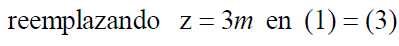 reemplazando z = 3m en (1) = (3)